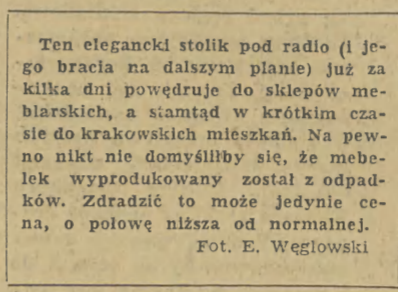 Ten elegancki stolik pod radio (i je-
go bracia na dalszym planie) już za
kilka dni powędruje do sklepów me-
blarskich, a stamtąd w krótkim cza-
sie do krakowskich mieszkań. Na pew-
no nikt nie domyśliłby się, że mebe-
lek wyprodukowany został z odpad-
ków. Zdradzić to może jedynie ce-
na, o połowę niższa od normalnej.
Fot. E. Węglowski